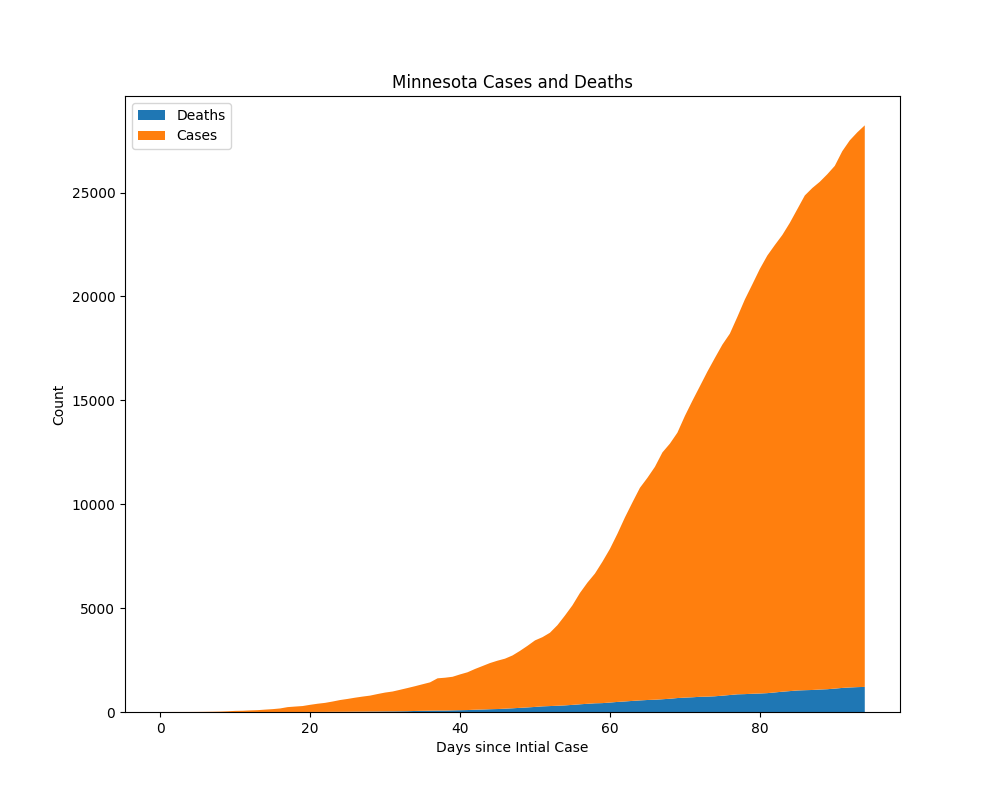 Minnesota Cases and Deaths
Deaths
Cases
25000
20000
15000
10000
5000
0
Count
0 20 40 60 80
Days since Intial Case